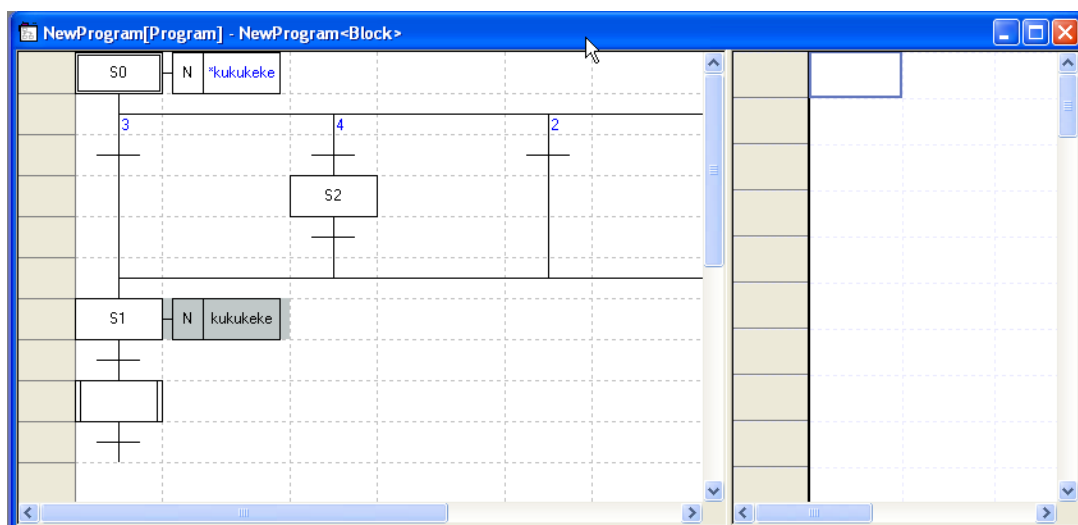 NewProgram[Program] - NewProgram<Block>
S0 N *kukukeke
3 4 2
S2
S1 N kukukeke